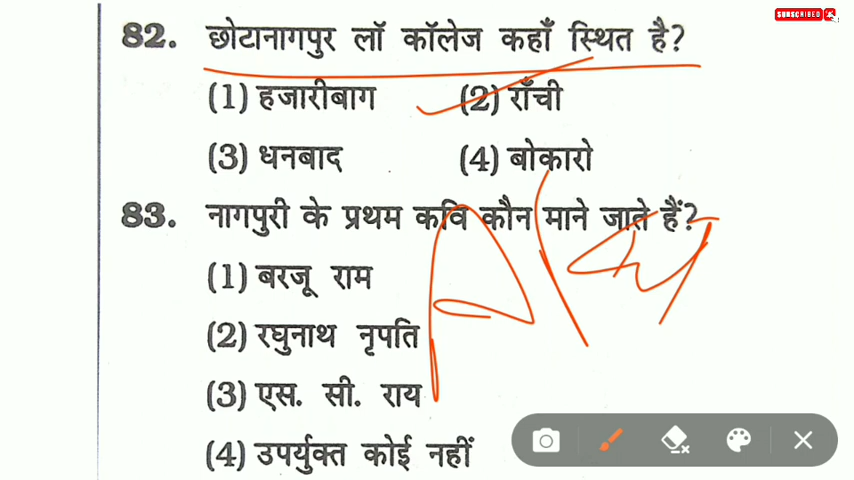 SUBSCRIBED
82. छोटानागपुर लॉ कॉलेज कहाँ स्थित है?
(1) हजारीबाग (2) राँची
(3) धनबाद (4) बोकारो
83. नागपुरी के प्रथम कवि कौन माने जाते हैं?
(1) बरजू राम
(2) रघुनाथ नृपति
(3) एस. सी. राय
(4) उपर्युक्त कोई नहीं